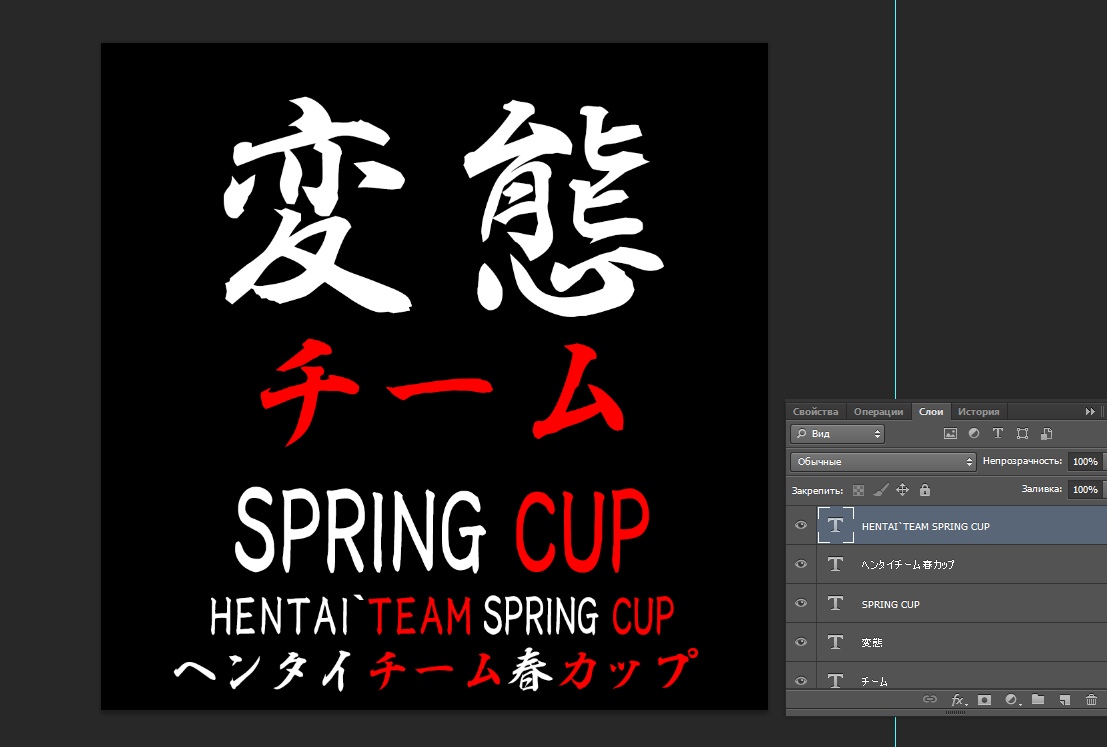 変態
チーム
SPRING CUP
HENTAI`TEAM SPRING CUP
ヘンタイチーム春カップ
Свойства Операции Слои История
Вид
Обычные Непрозрачность: 100%
Закрепить: Заливка: 100%
T HENTAI`TEAM SPRING CUP
T ヘンタイチーム春カップ
T SPRING CUP
T 変態
T チーム
fx